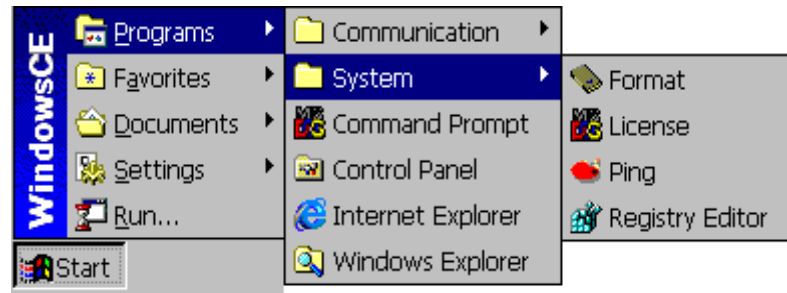 WindowsCE
Programs
Favorites
Documents
Settings
Run...
Start
Communication
System
Command Prompt
Control Panel
Internet Explorer
Windows Explorer
Format
License
Ping
Registry Editor